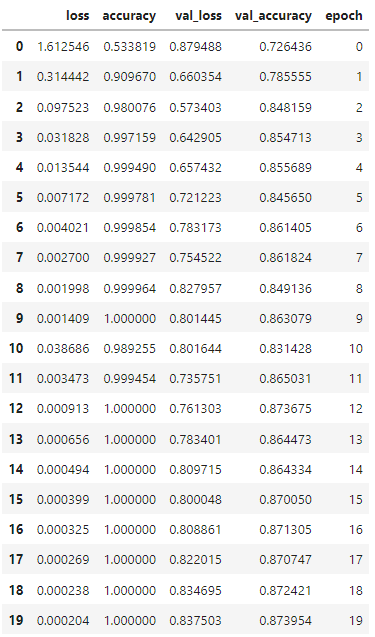 loss accuracy val_loss val_accuracy epoch
0 1.612546 0.533819 0.879488 0.726436 0
1 0.314442 0.909670 0.660354 0.785555 1
2 0.097523 0.980076 0.573403 0.848159 2
3 0.031828 0.997159 0.642905 0.854713 3
4 0.013544 0.999490 0.657432 0.855689 4
5 0.007172 0.999781 0.721223 0.845650 5
6 0.004021 0.999854 0.783173 0.861405 6
7 0.002700 0.999927 0.754522 0.861824 7
8 0.001998 0.999964 0.827957 0.849136 8
9 0.001409 1.000000 0.801445 0.863079 9
10 0.038686 0.989255 0.801644 0.831428 10
11 0.003473 0.999454 0.735751 0.865031 11
12 0.000913 1.000000 0.761303 0.873675 12
13 0.000656 1.000000 0.783401 0.864473 13
14 0.000494 1.000000 0.809715 0.864334 14
15 0.000399 1.000000 0.800048 0.870050 15
16 0.000325 1.000000 0.808861 0.871305 16
17 0.000269 1.000000 0.822015 0.870747 17
18 0.000238 1.000000 0.834695 0.872421 18
19 0.000204 1.000000 0.837503 0.873954 19